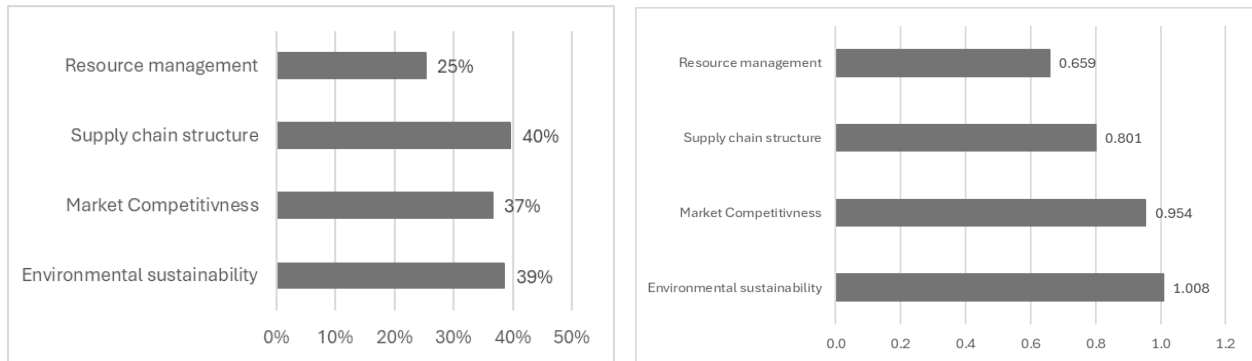 Resource management 25%
Supply chain structure 40%
Market Competitivness 37%
Environmental sustainability 39%
0% 10% 20% 30% 40% 50%
Resource management 0.659
Supply chain structure 0.801
Market Competitivness 0.954
Environmental sustainability 1.008
0.0 0.2 0.4 0.6 0.8 1.0 1.2